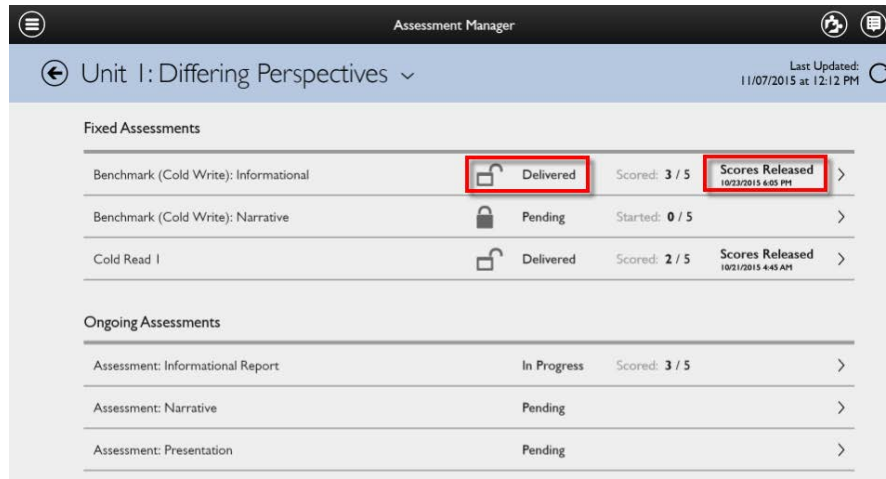 Assessment Manager
Unit 1: Differing Perspectives
Last Updated:
11/07/2015 at 12:12 PM
Fixed Assessments
Benchmark (Cold Write): Informational Delivered Scored: 3 / 5 Scores Released
10/23/2015 6:05 PM
Benchmark (Cold Write): Narrative Pending Started: 0 / 5
Cold Read 1 Delivered Scored: 2 / 5 Scores Released
10/21/2015 4:45 AM
Ongoing Assessments
Assessment: Informational Report In Progress Scored: 3 / 5
Assessment: Narrative Pending
Assessment: Presentation Pending